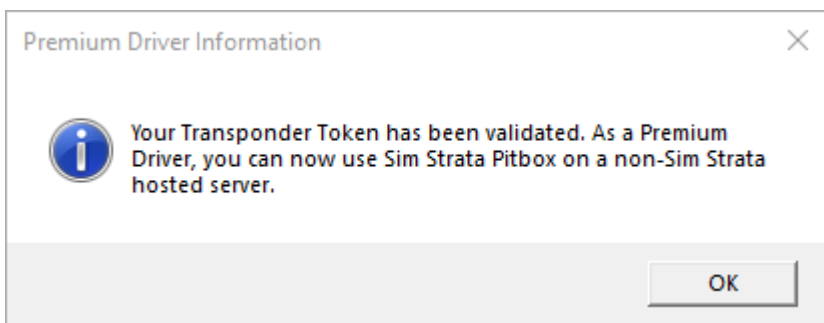 Premium Driver Information
Your Transponder Token has been validated. As a Premium
Driver, you can now use Sim Strata Pitbox on a non-Sim Strata
hosted server.
OK